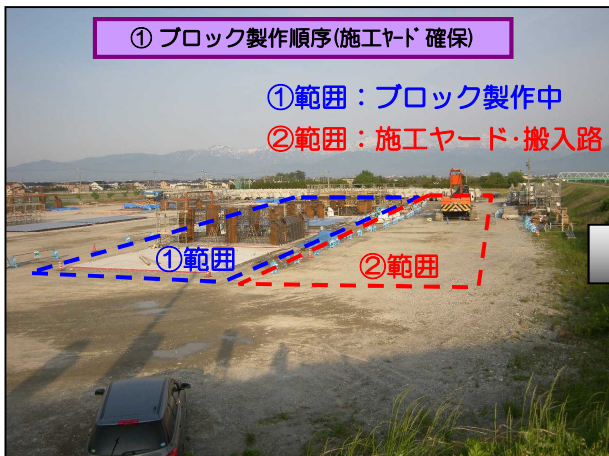 ① ブロック製作順序(施工ﾔｰﾄﾞ確保)
①範囲：ブロック製作中
②範囲：施工ヤード・搬入路
①範囲
②範囲